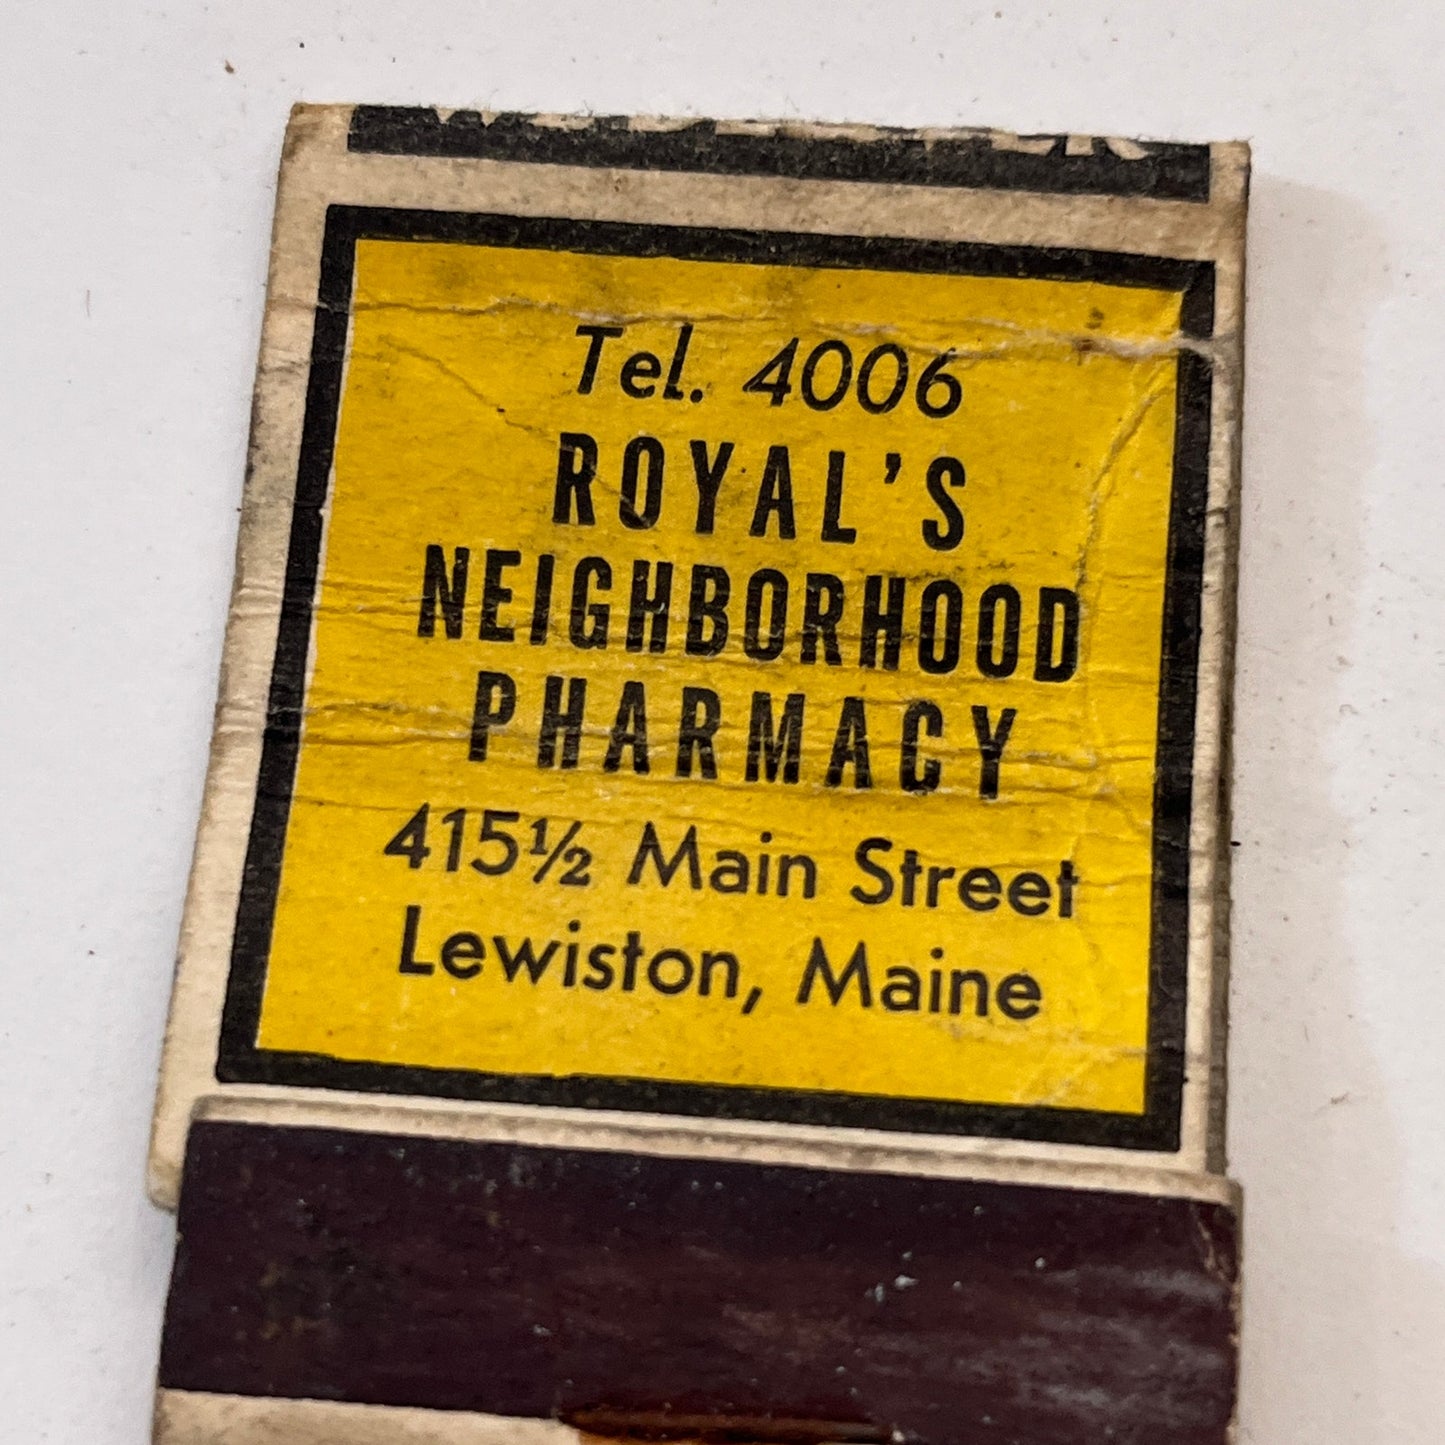 Tel. 4006
ROYAL'S
NEIGHBORHOOD
PHARMACY
415½ Main Street
Lewiston, Maine